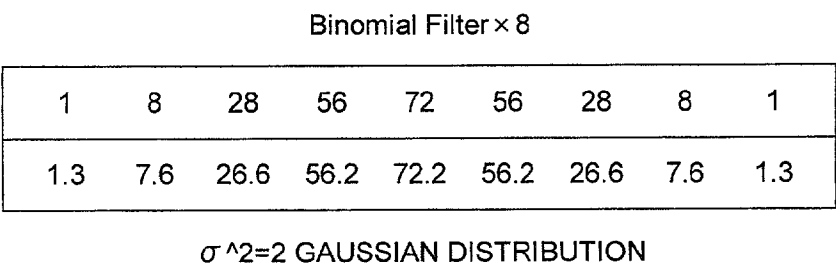 Binomial Filter × 8
1 8 28 56 72 56 28 8 1
1.3 7.6 26.6 56.2 72.2 56.2 26.6 7.6 1.3
σ ^2=2 GAUSSIAN DISTRIBUTION